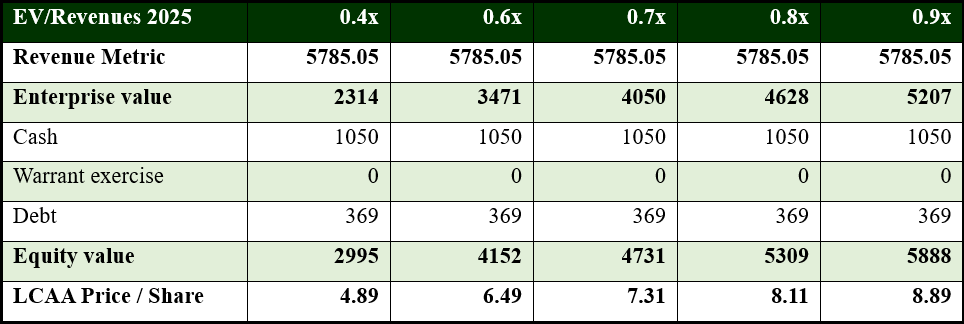 EV/Revenues 2025 0.4x 0.6x 0.7x 0.8x 0.9x
Revenue Metric 5785.05 5785.05 5785.05 5785.05 5785.05
Enterprise value 2314 3471 4050 4628 5207
Cash 1050 1050 1050 1050 1050
Warrant exercise 0 0 0 0 0
Debt 369 369 369 369 369
Equity value 2995 4152 4731 5309 5888
LCAA Price / Share 4.89 6.49 7.31 8.11 8.89